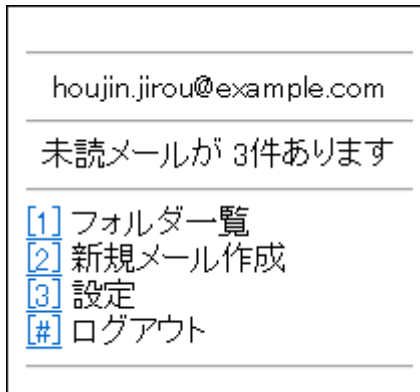 houjin.jirou@example.com
未読メールが 3件あります
[1] フォルダ一覧
[2] 新規メール作成
[3] 設定
[#] ログアウト